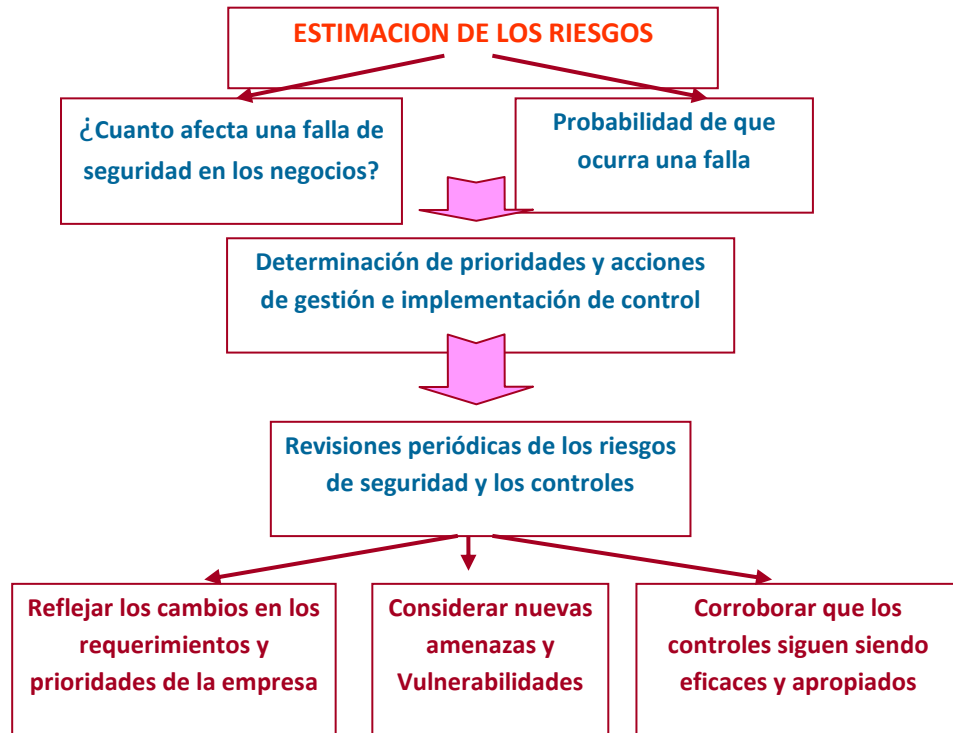 ESTIMACION DE LOS RIESGOS
¿Cuanto afecta una falla de
seguridad en los negocios?
Probabilidad de que
ocurra una falla
Determinación de prioridades y acciones
de gestión e implementación de control
Revisiones periódicas de los riesgos
de seguridad y los controles
Reflejar los cambios en los
requerimientos y
prioridades de la empresa
Considerar nuevas
amenazas y
Vulnerabilidades
Corroborar que los
controles siguen siendo
eficaces y apropiados